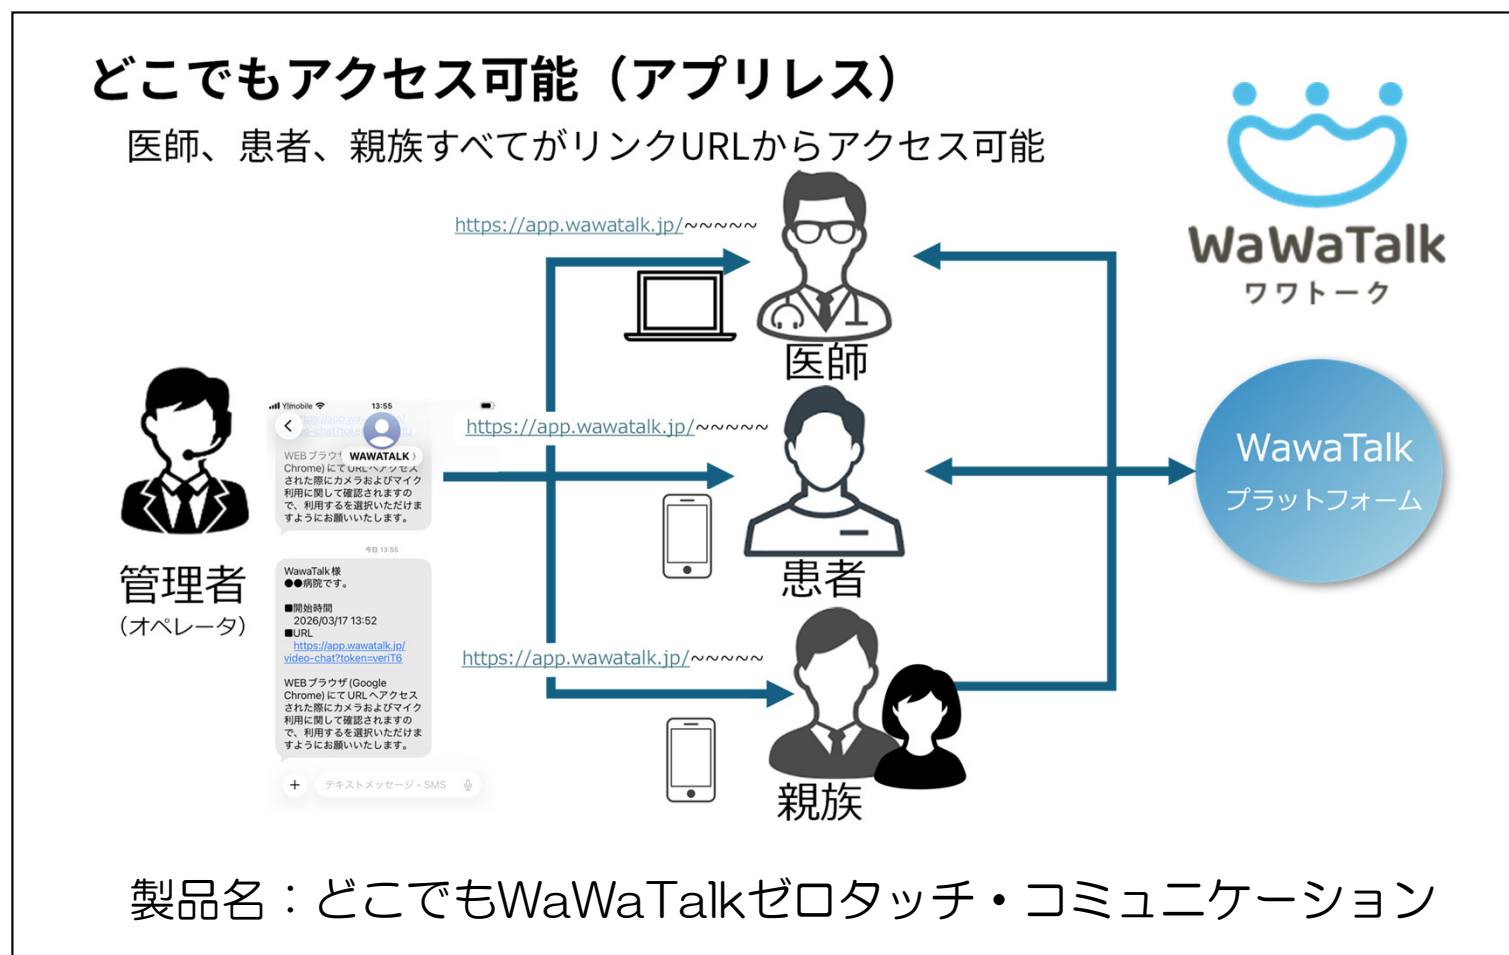 どこでもアクセス可能（アプリレス）
医師、患者、親族すべてがリンクURLからアクセス可能
WaWaTalk
ワワトーク
https://app.wawatalk.jp/~~~~~
医師
https://app.wawatalk.jp/~~~~~
患者
https://app.wawatalk.jp/~~~~~
親族
管理者
（オペレータ）
Y!mobile
13:55
WAWATALK
WEBブラウザ
Chrome)にてURLへアクセス
された際にカメラおよびマイク
利用に関して確認されますの
で、利用するを選択いただけま
すようにお願いいたします。
今日 13:55
WawaTalk 様
●●病院です。
■開始時間
2026/03/17 13:52
■URL
https://app.wawatalk.jp/
video-chat?token=veriT6
WEBブラウザ(Google
Chrome)にてURLへアクセス
された際にカメラおよびマイク
利用に関して確認されますの
で、利用するを選択いただけま
すようにお願いいたします。
テキストメッセージ・SMS
WawaTalk
プラットフォーム
製品名：どこでもWaWaTalkゼロタッチ・コミュニケーション